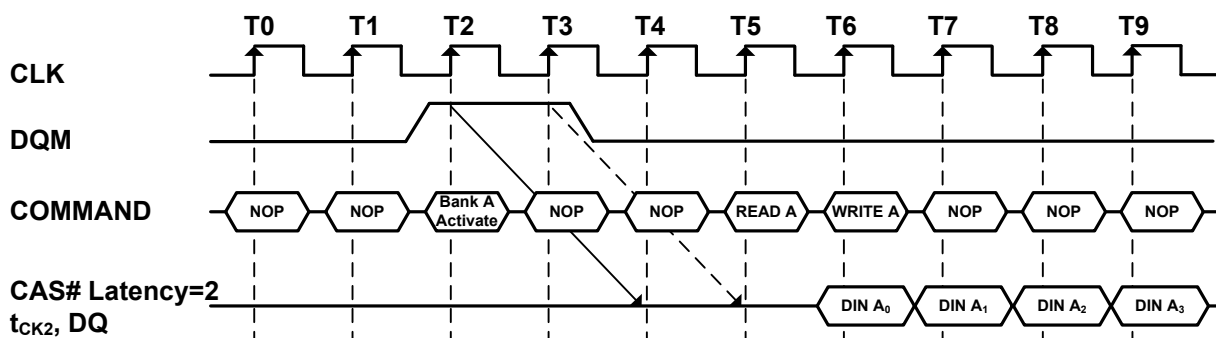 T0 T1 T2 T3 T4 T5 T6 T7 T8 T9
CLK
DQM
COMMAND NOP NOP Bank A Activate NOP NOP READ A WRITE A NOP NOP NOP
CAS# Latency=2
tCK2, DQ DIN A0 DIN A1 DIN A2 DIN A3